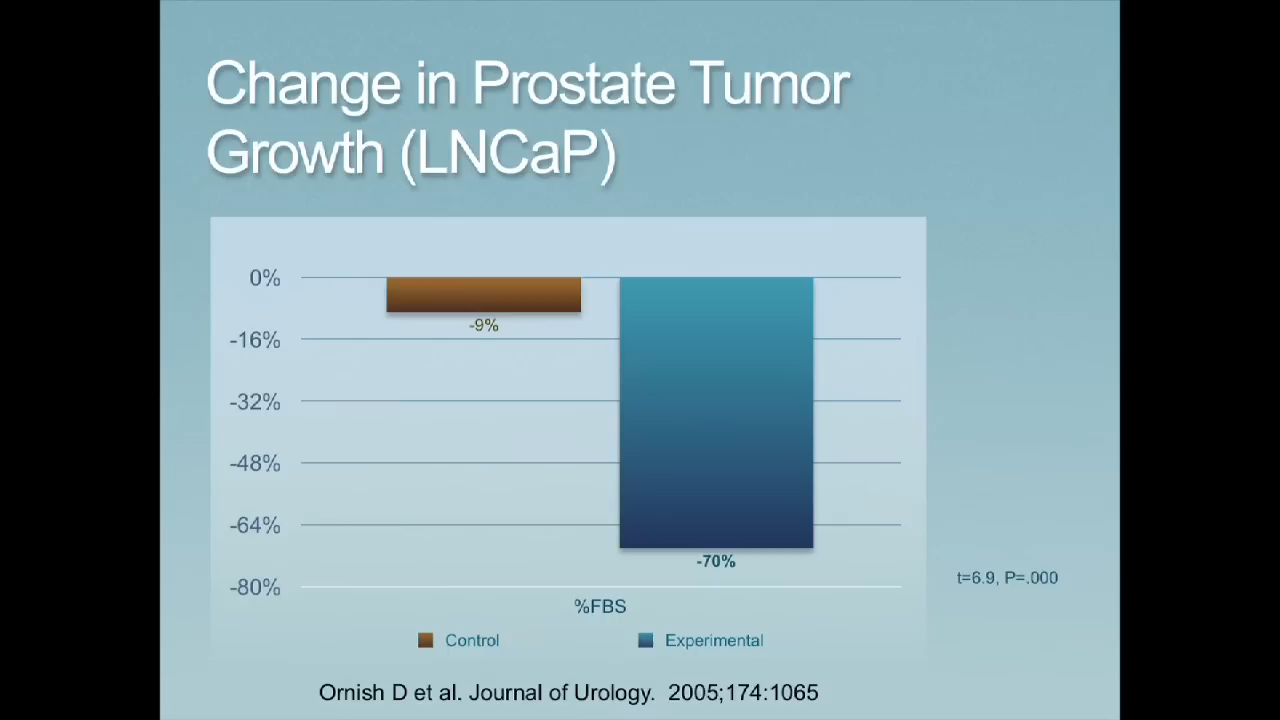 Change in Prostate Tumor
Growth (LNCaP)
0%
-9%
-16%
-32%
-48%
-64%
-70%
-80%
t=6.9, P=.000
%FBS
Control
Experimental
Ornish D et al. Journal of Urology.  2005;174:1065